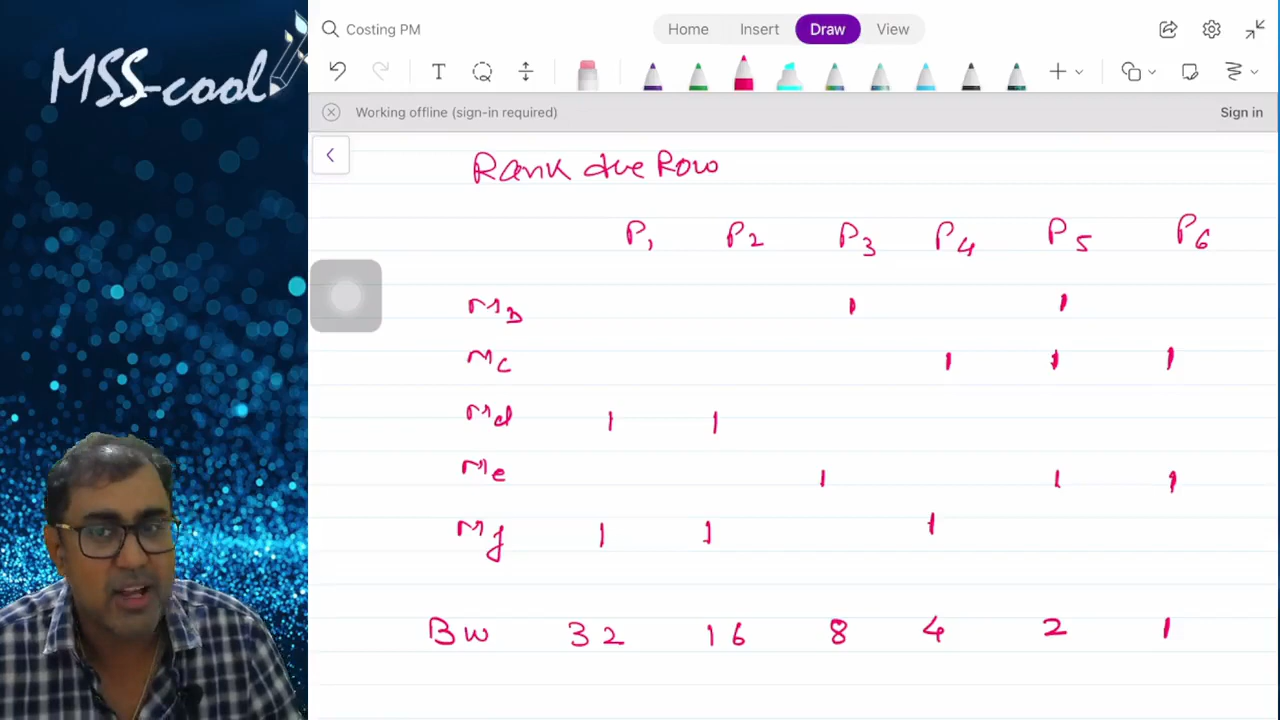 MSS-cool
Costing PM
Home Insert Draw View
Working offline (sign-in required) Sign in
Rank the Row
P1 P2 P3 P4 P5 P6
MD 1 1
MC 1 1 1
Md 1 1
Me 1 1 1
Mf 1 1 1
BW 32 16 8 4 2 1